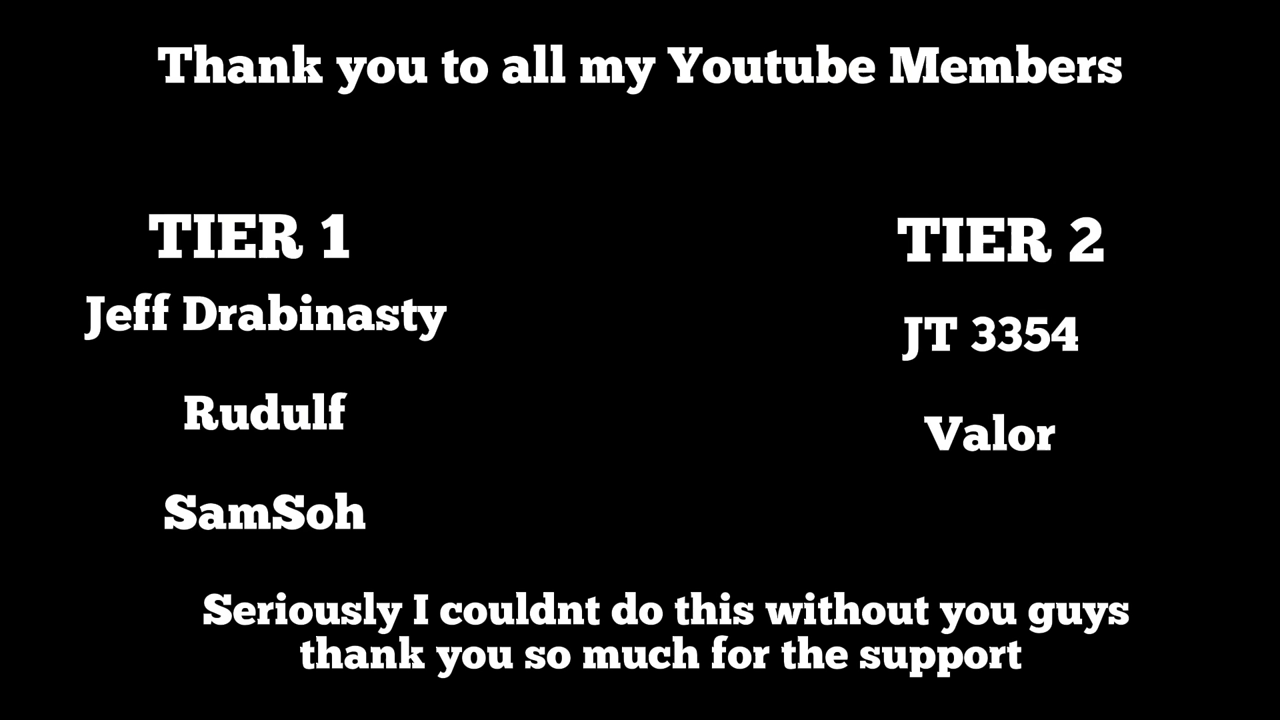 Thank you to all my Youtube Members
TIER 1
Jeff Drabinasty
Rudulf
SamSoh
TIER 2
JT 3354
Valor
Seriously I couldnt do this without you guys
thank you so much for the support